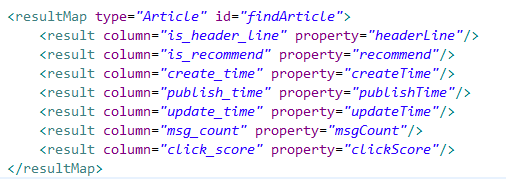 <resultMap type="Article" id="findArticle">
    <result column="is_header_line" property="headerLine"/>
    <result column="is_recommend" property="recommend"/>
    <result column="create_time" property="createTime"/>
    <result column="publish_time" property="publishTime"/>
    <result column="update_time" property="updateTime"/>
    <result column="msg_count" property="msgCount"/>
    <result column="click_score" property="clickScore"/>
</resultMap>